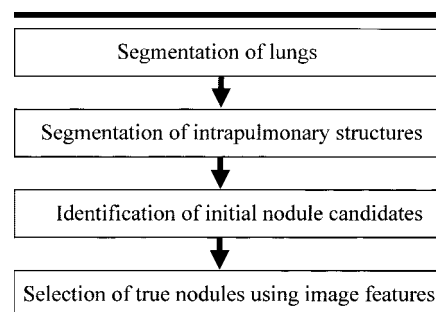 Segmentation of lungs
Segmentation of intrapulmonary structures
Identification of initial nodule candidates
Selection of true nodules using image features